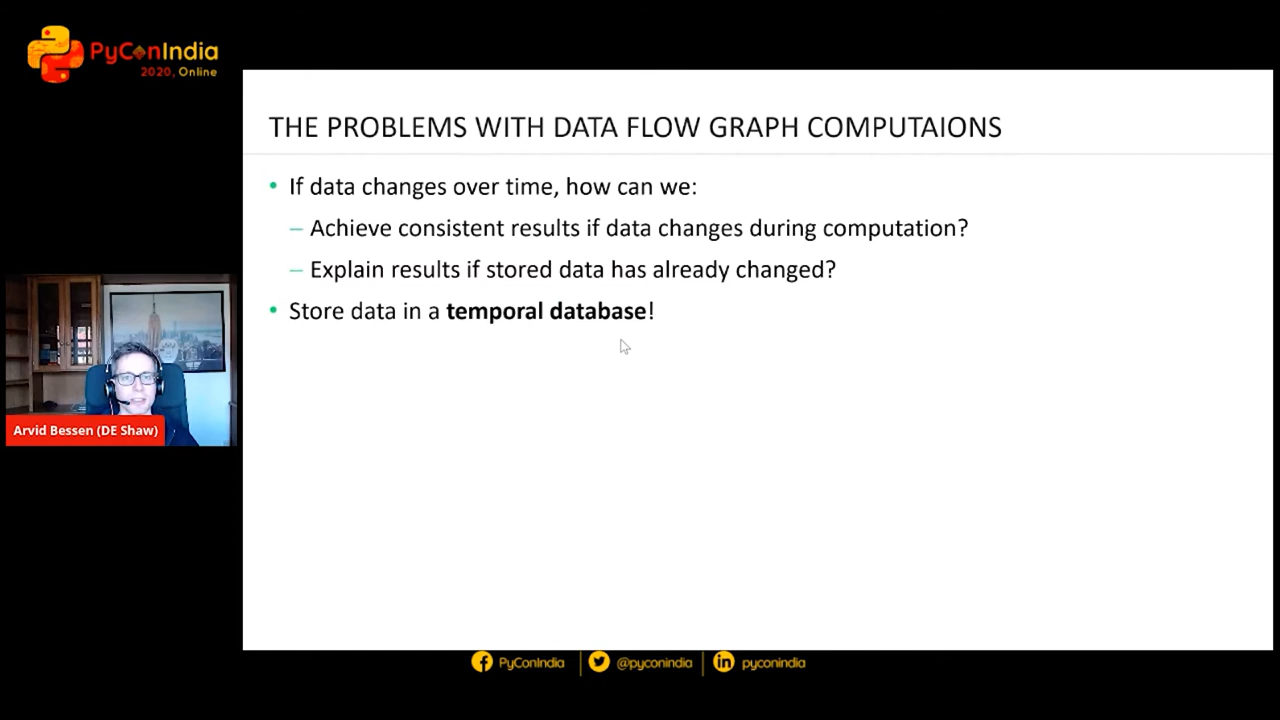 PyConIndia
2020, Online
THE PROBLEMS WITH DATA FLOW GRAPH COMPUTAIONS
• If data changes over time, how can we:
– Achieve consistent results if data changes during computation?
– Explain results if stored data has already changed?
• Store data in a temporal database!
Arvid Bessen (DE Shaw)
PyConIndia
@pyconindia
pyconindia